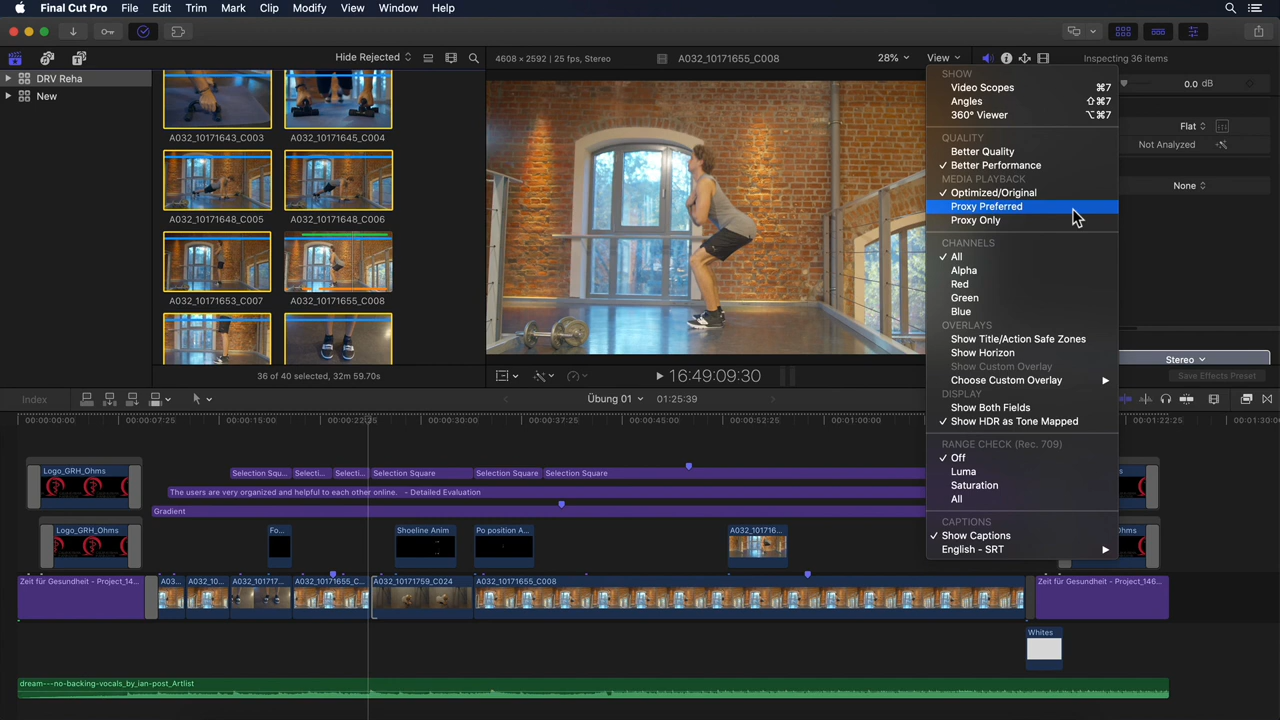 Final Cut Pro File Edit Trim Mark Clip Modify View Window Help
Hide Rejected
4608 × 2592 | 25 fps, Stereo
A032_10171655_C008
28%
View
Inspecting 36 items
DRV Reha
New
A032_10171643_C003
A032_10171645_C004
A032_10171648_C005
A032_10171648_C006
A032_10171653_C007
A032_10171655_C008
36 of 40 selected, 32m 59.70s
16:49:09:30
SHOW
Video Scopes ⌘7
Angles ⇧⌘7
360° Viewer ⌥⌘7
QUALITY
Better Quality
✓ Better Performance
MEDIA PLAYBACK
✓ Optimized/Original
Proxy Preferred
Proxy Only
CHANNELS
✓ All
Alpha
Red
Green
Blue
OVERLAYS
Show Title/Action Safe Zones
Show Horizon
Show Custom Overlay
Choose Custom Overlay
DISPLAY
Show Both Fields
✓ Show HDR as Tone Mapped
RANGE CHECK (Rec. 709)
✓ Off
Luma
Saturation
All
CAPTIONS
✓ Show Captions
English - SRT
0.0 dB
Flat
Not Analyzed
None
Stereo
Save Effects Preset
Index
Übung 01
01:25:39
00:00:00:00
00:00:07:25
00:00:15:00
00:00:22:25
00:00:30:00
00:00:37:25
00:00:45:00
00:00:52:25
00:01:00:00
00:01:22:25
00:01:30:00
Logo_GRH_Ohms
Selection Squ...
Selecti...
Selecti...
Selection Square
Selection Square
Selection Square
The users are very organized and helpful to each other online. - Detailed Evaluation
Gradient
Logo_GRH_Ohms
Fo...
Shoeline Anim
Po position A...
A032_101716...
Zeit für Gesundheit - Project_14...
A03...
A032_10...
A032_101717...
A032_10171655_C...
A032_10171759_C024
A032_10171655_C008
Zeit für Gesundheit - Project_146...
Whites
dream---no-backing-vocals_by_ian-post_Artlist